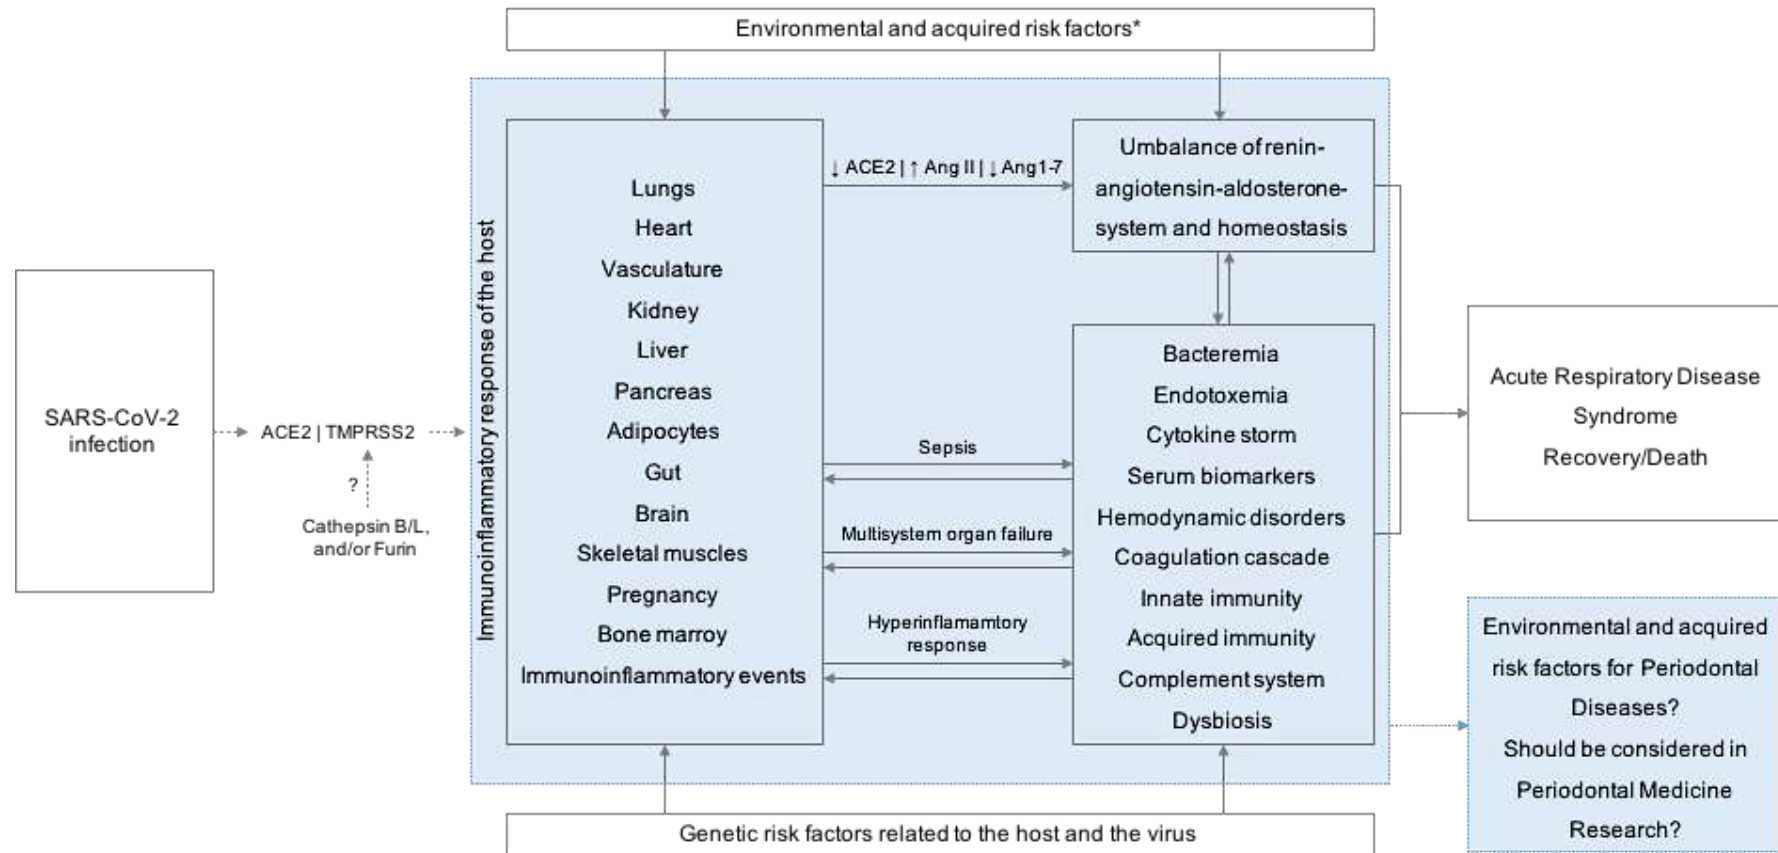 Environmental and acquired risk factors*
SARS-CoV-2
infection
ACE2 | TMPRSS2
?
Cathepsin B/L,
and/or Furin
Immunoinflammatory response of the host
Lungs
Heart
Vasculature
Kidney
Liver
Pancreas
Adipocytes
Gut
Brain
Skeletal muscles
Pregnancy
Bone marroy
Immunoinflammatory events
↓ ACE2 | ↑ Ang II | ↓ Ang1-7
Sepsis
Multisystem organ failure
Hyperinflamamtory
response
Umbalance of renin-
angiotensin-aldosterone-
system and homeostasis
Bacteremia
Endotoxemia
Cytokine storm
Serum biomarkers
Hemodynamic disorders
Coagulation cascade
Innate immunity
Acquired immunity
Complement system
Dysbiosis
Acute Respiratory Disease
Syndrome
Recovery/Death
Environmental and acquired
risk factors for Periodontal
Diseases?
Should be considered in
Periodontal Medicine
Research?
Genetic risk factors related to the host and the virus